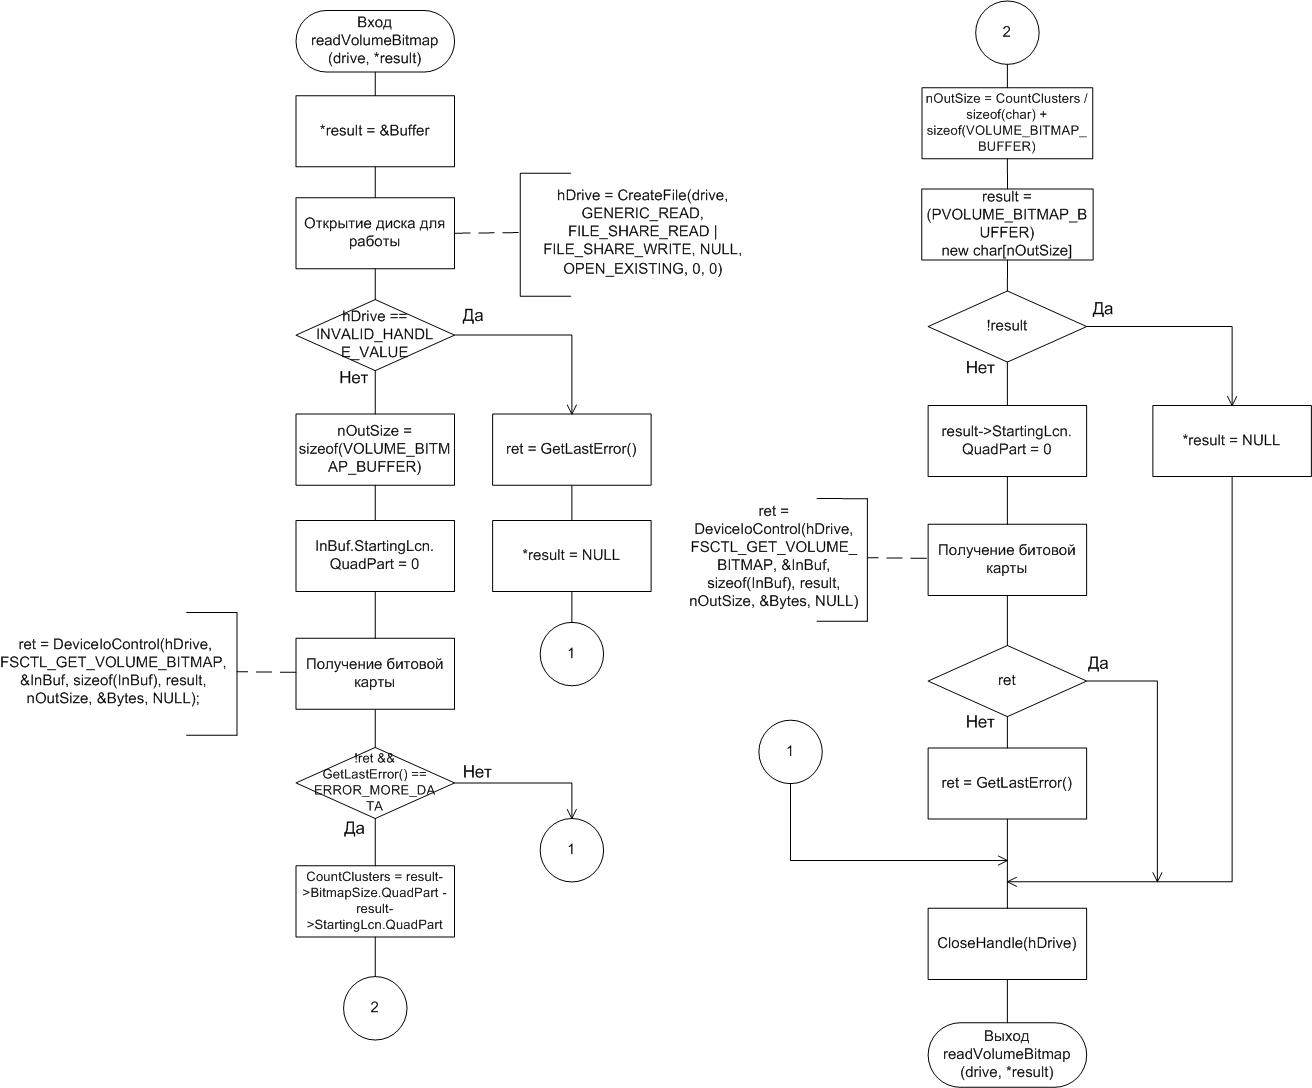 Вход
readVolumeBitmap
(drive, *result)
*result = &Buffer
Открытие диска для
работы
hDrive = CreateFile(drive,
GENERIC_READ,
FILE_SHARE_READ |
FILE_SHARE_WRITE, NULL,
OPEN_EXISTING, 0, 0)
hDrive ==
INVALID_HANDL
E_VALUE
Да
Нет
nOutSize =
sizeof(VOLUME_BITM
AP_BUFFER)
ret = GetLastError()
InBuf.StartingLcn.
QuadPart = 0
*result = NULL
1
ret = DeviceIoControl(hDrive,
FSCTL_GET_VOLUME_BITMAP,
&InBuf, sizeof(InBuf), result,
nOutSize, &Bytes, NULL);
Получение битовой
карты
!ret &&
GetLastError() ==
ERROR_MORE_DA
TA
Нет
Да
1
CountClusters = result-
>BitmapSize.QuadPart -
result-
>StartingLcn.QuadPart
2
2
nOutSize = CountClusters /
sizeof(char) +
sizeof(VOLUME_BITMAP_
BUFFER)
result =
(PVOLUME_BITMAP_B
UFFER)
new char[nOutSize]
!result
Да
Нет
result->StartingLcn.
QuadPart = 0
*result = NULL
ret =
DeviceIoControl(hDrive,
FSCTL_GET_VOLUME_
BITMAP, &InBuf,
sizeof(InBuf), result,
nOutSize, &Bytes, NULL)
Получение битовой
карты
ret
Да
Нет
1
ret = GetLastError()
CloseHandle(hDrive)
Выход
readVolumeBitmap
(drive, *result)